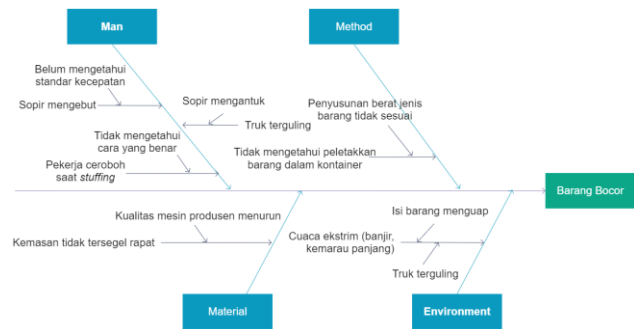 Man
Method
Belum mengetahui
standar kecepatan
Sopir mengebut
Sopir mengantuk
Truk terguling
Penyusunan berat jenis
barang tidak sesuai
Tidak mengetahui
cara yang benar
Tidak mengetahui peletakkan
barang dalam kontainer
Pekerja ceroboh
saat stuffing
Barang Bocor
Kualitas mesin produsen menurun
Isi barang menguap
Kemasan tidak tersegel rapat
Cuaca ekstrim (banjir,
kemarau panjang)
Truk terguling
Material
Environment